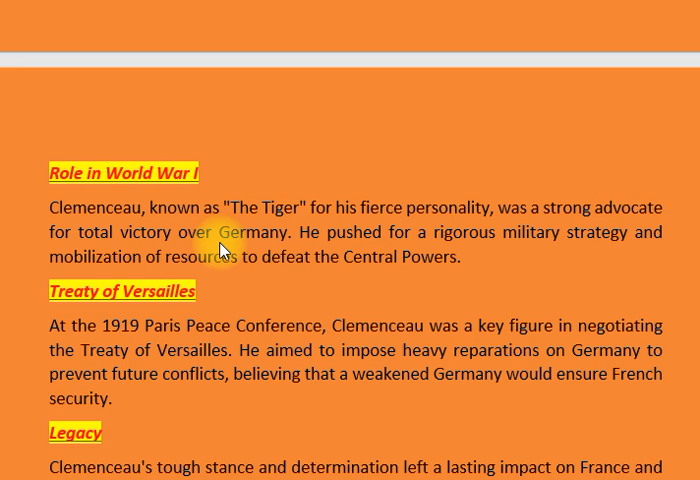 Role in World War I
Clemenceau, known as "The Tiger" for his fierce personality, was a strong advocate
for total victory over Germany. He pushed for a rigorous military strategy and
mobilization of resources to defeat the Central Powers.
Treaty of Versailles
At the 1919 Paris Peace Conference, Clemenceau was a key figure in negotiating
the Treaty of Versailles. He aimed to impose heavy reparations on Germany to
prevent future conflicts, believing that a weakened Germany would ensure French
security.
Legacy
Clemenceau's tough stance and determination left a lasting impact on France and